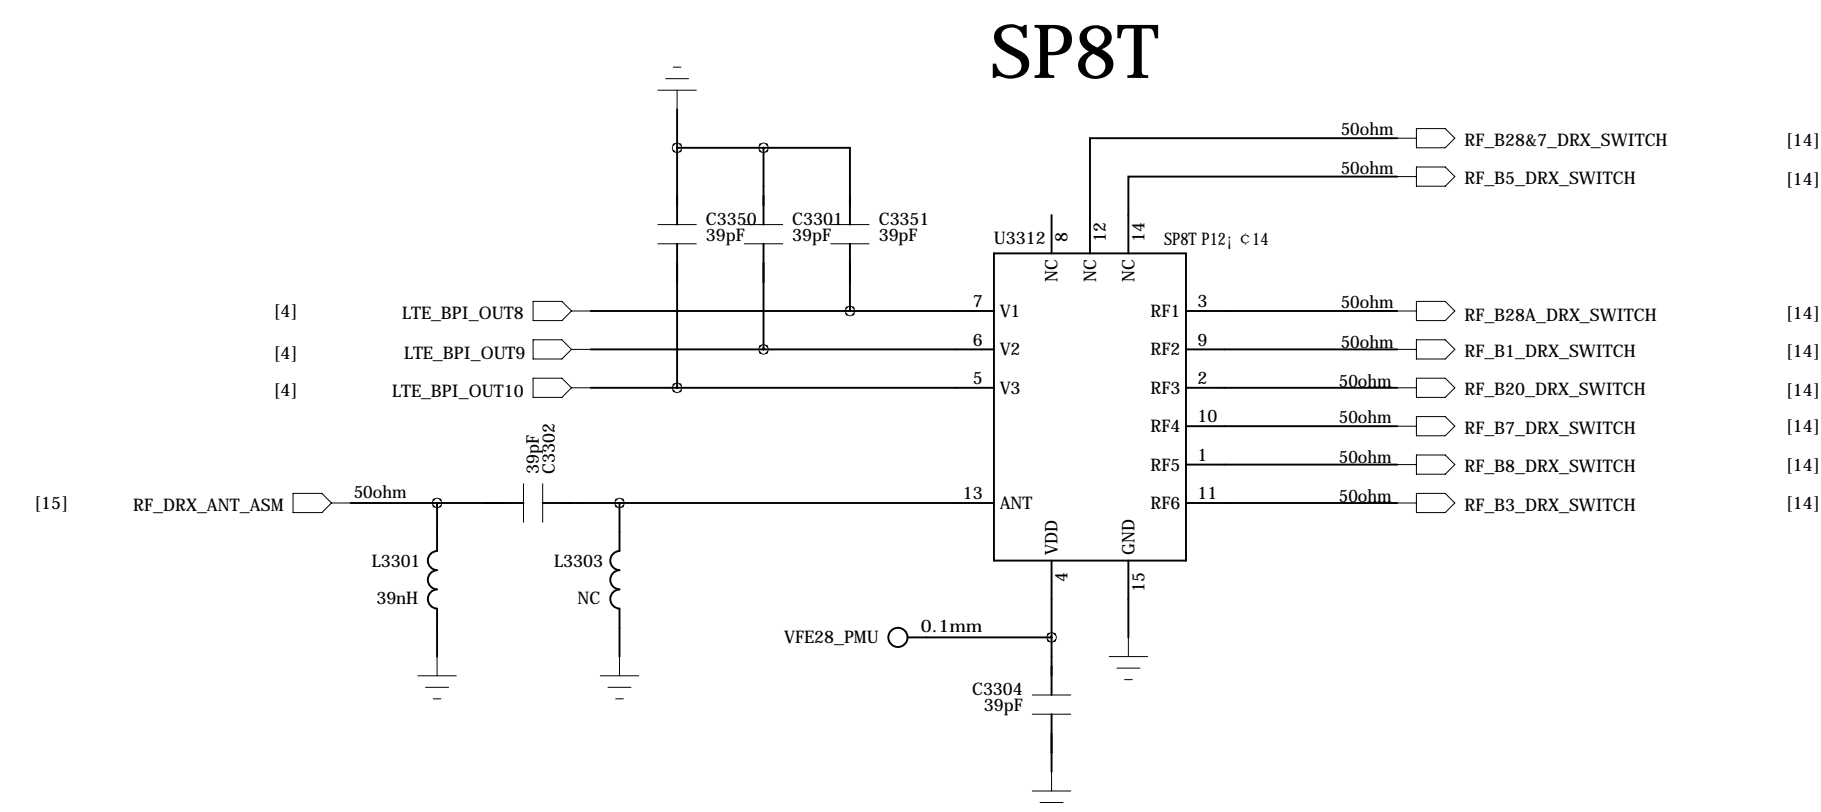 SP8T
50ohm RF_B28&7_DRX_SWITCH [14]
50ohm RF_B5_DRX_SWITCH [14]
C3350 C3301 C3351
39pF 39pF 39pF
U3312 8 12 14 SP8T P12¡ ¢14
NC NC NC
[4] LTE_BPI_OUT8 7 V1 RF1 3 50ohm RF_B28A_DRX_SWITCH [14]
[4] LTE_BPI_OUT9 6 V2 RF2 9 50ohm RF_B1_DRX_SWITCH [14]
[4] LTE_BPI_OUT10 5 V3 RF3 2 50ohm RF_B20_DRX_SWITCH [14]
RF4 10 50ohm RF_B7_DRX_SWITCH [14]
39pF
C3302
RF5 1 50ohm RF_B8_DRX_SWITCH [14]
[15] RF_DRX_ANT_ASM 50ohm 13 ANT RF6 11 50ohm RF_B3_DRX_SWITCH [14]
VDD GND
L3301 L3303 4 15
39nH NC
VFE28_PMU 0.1mm
C3304
39pF